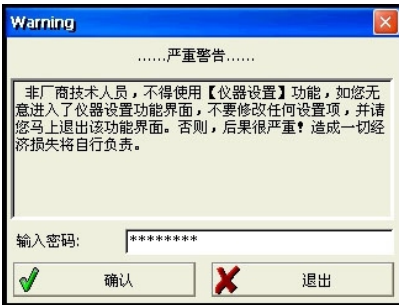 Warning
......严重警告......
非厂商技术人员，不得使用【仪器设置】功能，如您无
意进入了仪器设置功能界面，不要修改任何设置项，并请
您马上退出该功能界面。否则，后果很严重！造成一切经
济损失将自行负责。
输入密码: ********
确认 退出